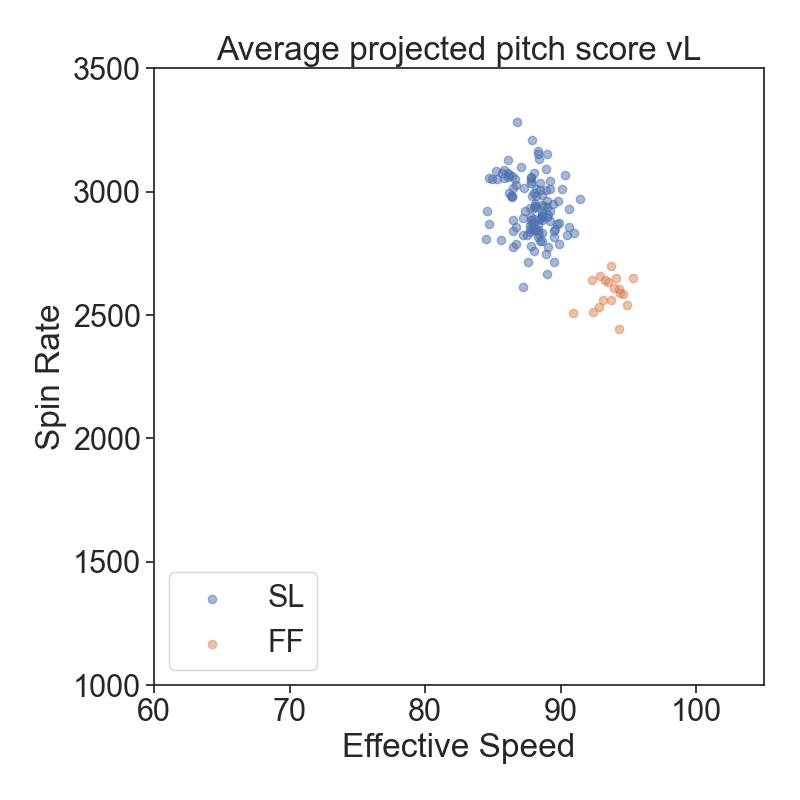 Average projected pitch score vL
3500
3000
2500
2000
1500
1000
Spin Rate
SL
FF
60 70 80 90 100
Effective Speed